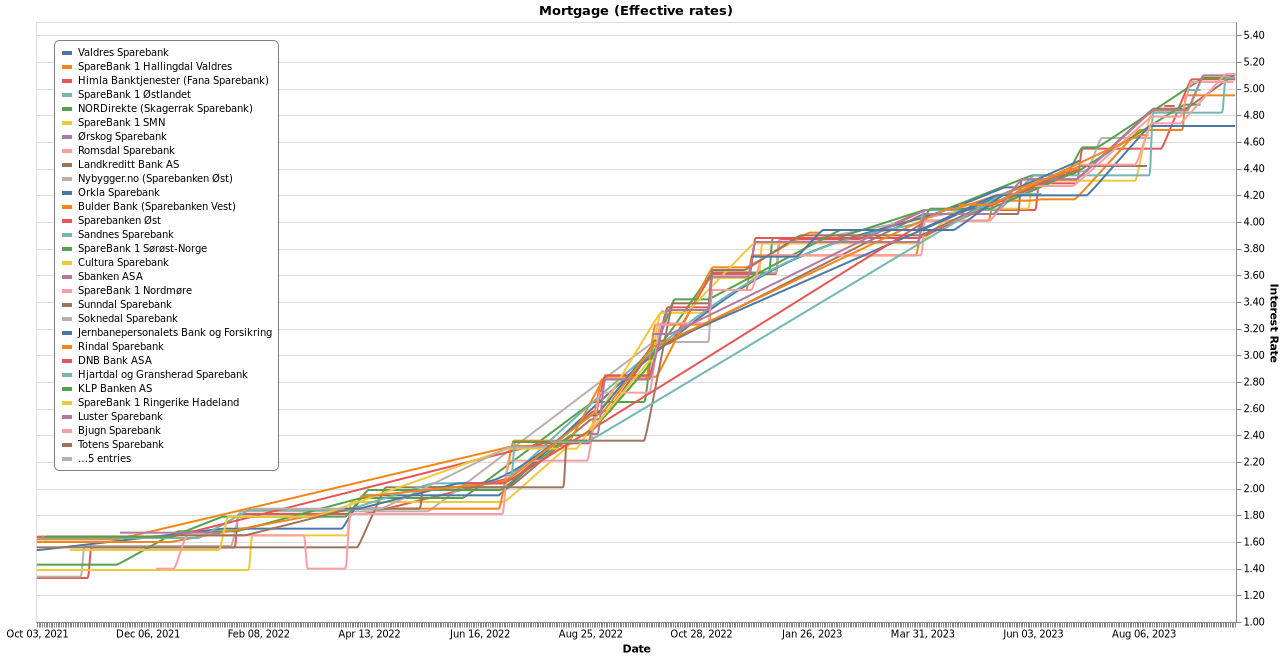 Mortgage (Effective rates)
Valdres Sparebank
SpareBank 1 Hallingdal Valdres
Himla Banktjenester (Fana Sparebank)
SpareBank 1 Østlandet
NORDirekte (Skagerrak Sparebank)
SpareBank 1 SMN
Ørskog Sparebank
Romsdal Sparebank
Landkreditt Bank AS
Nybygger.no (Sparebanken Øst)
Orkla Sparebank
Bulder Bank (Sparebanken Vest)
Sparebanken Øst
Sandnes Sparebank
SpareBank 1 Sørøst-Norge
Cultura Sparebank
Sbanken ASA
SpareBank 1 Nordmøre
Sunndal Sparebank
Soknedal Sparebank
Jernbanepersonalets Bank og Forsikring
Rindal Sparebank
DNB Bank ASA
Hjartdal og Gransherad Sparebank
KLP Banken AS
SpareBank 1 Ringerike Hadeland
Luster Sparebank
Bjugn Sparebank
Totens Sparebank
...5 entries
5.40
5.20
5.00
4.80
4.60
4.40
4.20
4.00
3.80
3.60
3.40
3.20
3.00
2.80
2.60
2.40
2.20
2.00
1.80
1.60
1.40
1.20
1.00
Interest Rate
Oct 03, 2021
Dec 06, 2021
Feb 08, 2022
Apr 13, 2022
Jun 16, 2022
Aug 25, 2022
Oct 28, 2022
Jan 26, 2023
Mar 31, 2023
Jun 03, 2023
Aug 06, 2023
Date